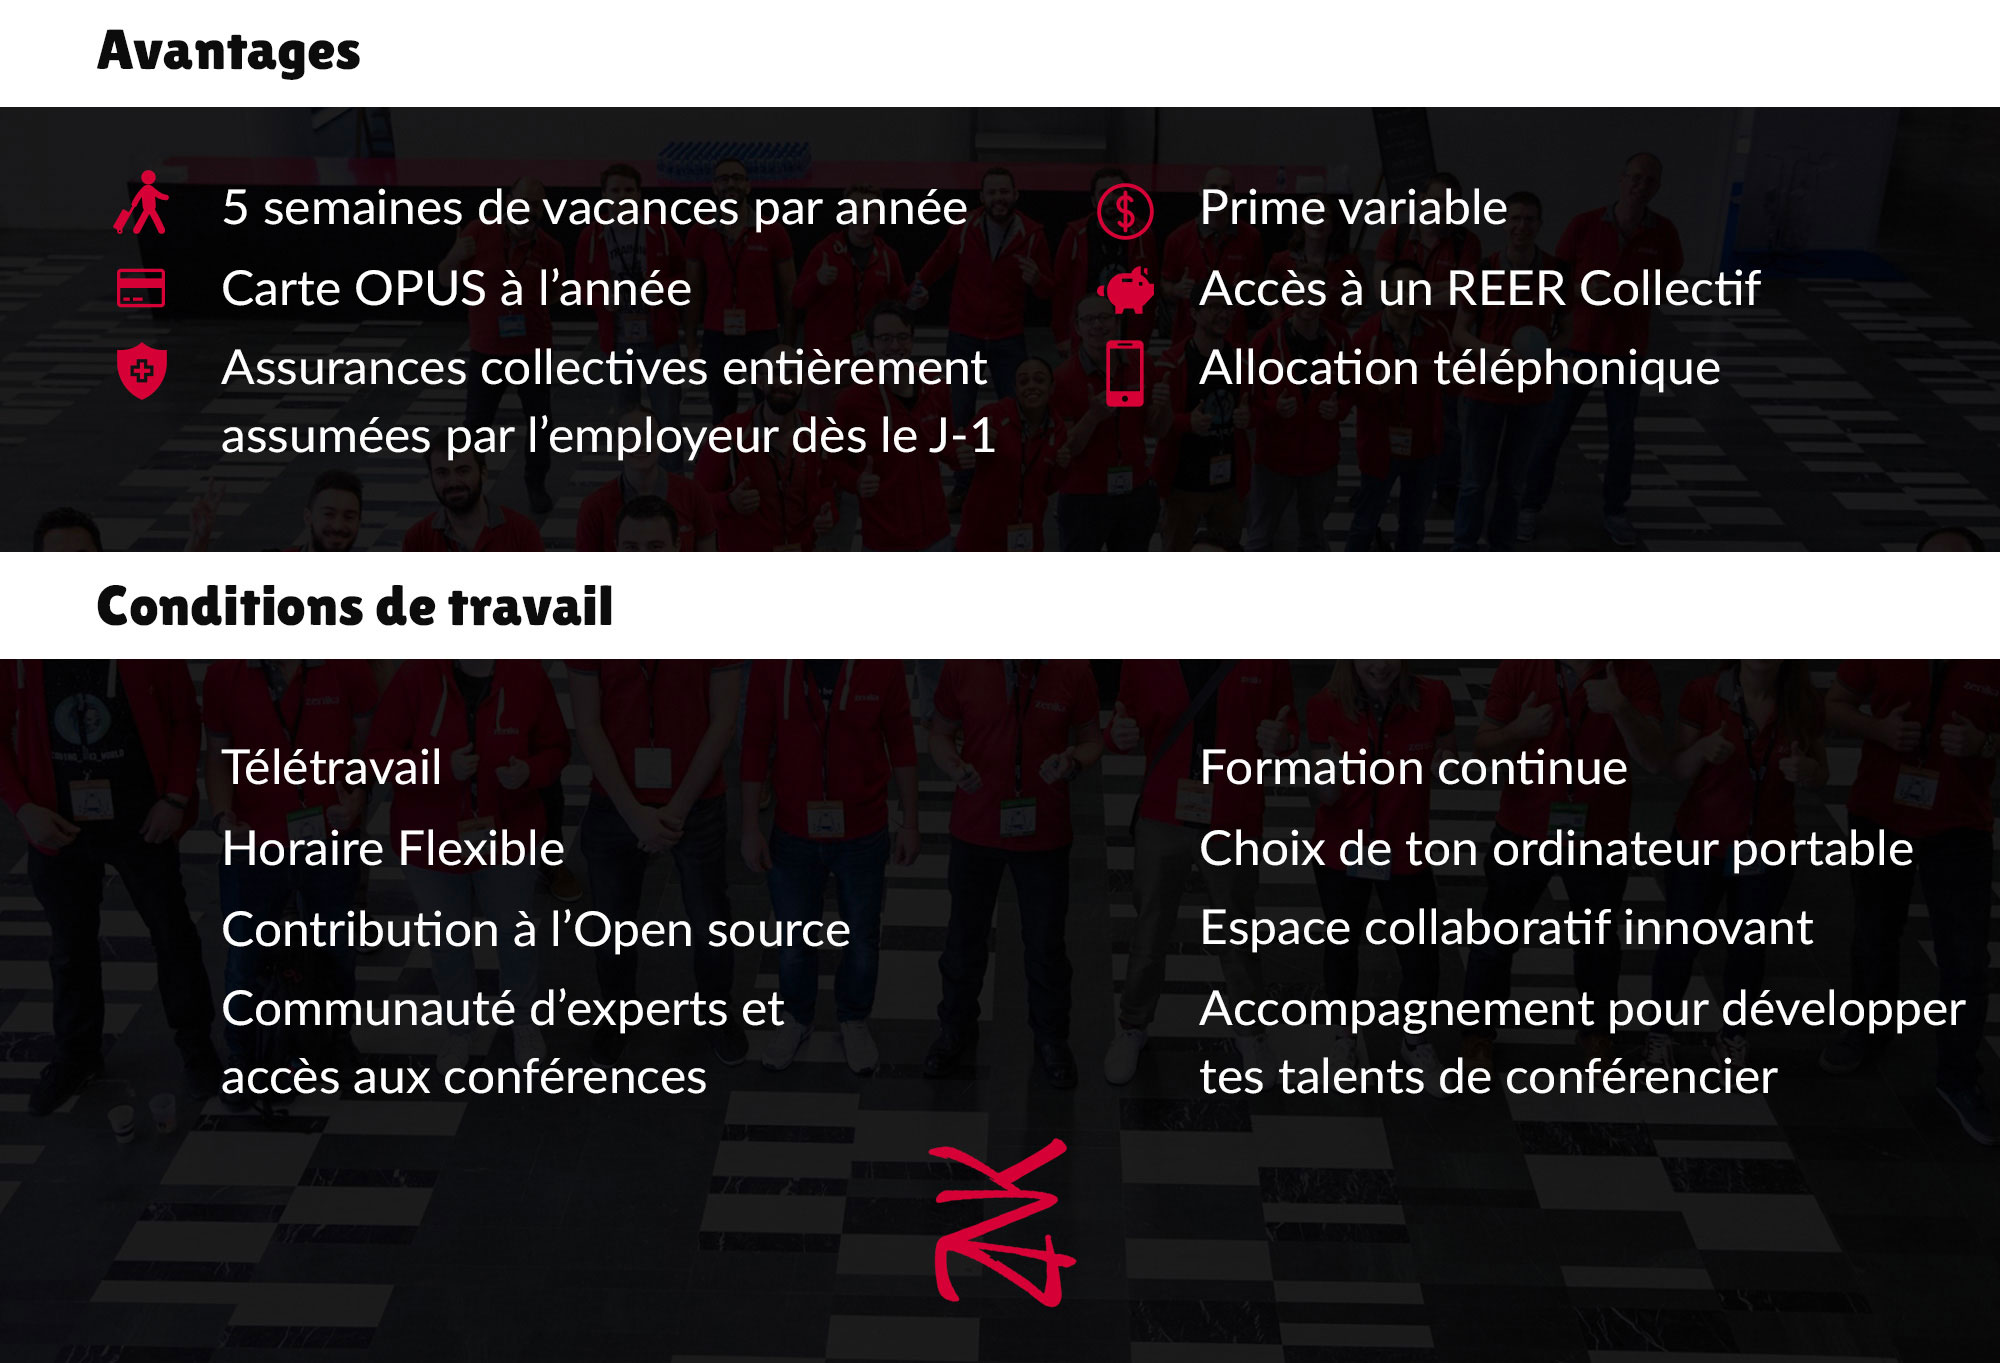 Avantages
5 semaines de vacances par année
Carte OPUS à l’année
Assurances collectives entièrement
assumées par l’employeur dès le J-1
Prime variable
Accès à un REER Collectif
Allocation téléphonique
Conditions de travail
Télétravail
Horaire Flexible
Contribution à l’Open source
Communauté d’experts et
accès aux conférences
Formation continue
Choix de ton ordinateur portable
Espace collaboratif innovant
Accompagnement pour développer
tes talents de conférencier
zenika
zenika